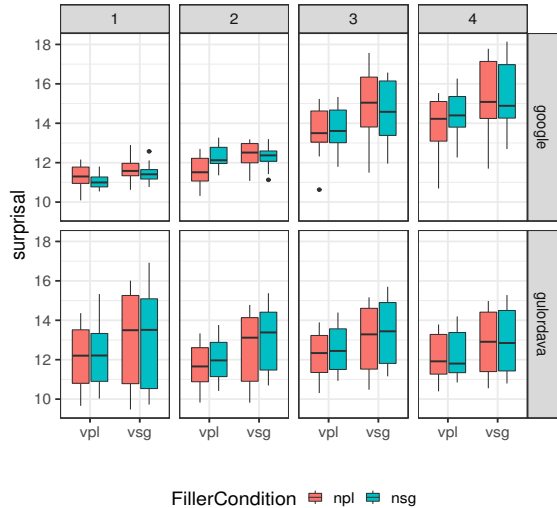 1 2 3 4
18
16
14
12
10
google
surprisal
18
16
14
12
10
gulordava
vpl vsg vpl vsg vpl vsg vpl vsg
FillerCondition npl nsg